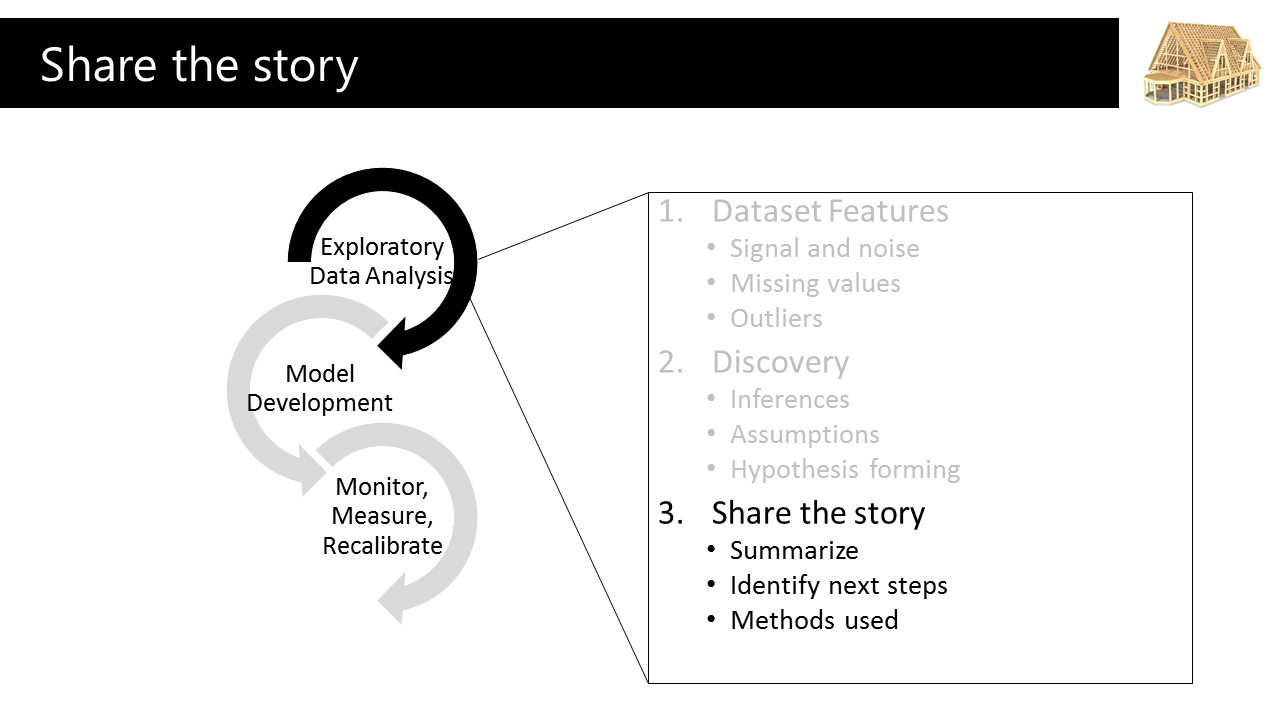 Share the story
Exploratory
Data Analysis
Model
Development
Monitor,
Measure,
Recalibrate
1. Dataset Features
• Signal and noise
• Missing values
• Outliers
2. Discovery
• Inferences
• Assumptions
• Hypothesis forming
3. Share the story
• Summarize
• Identify next steps
• Methods used